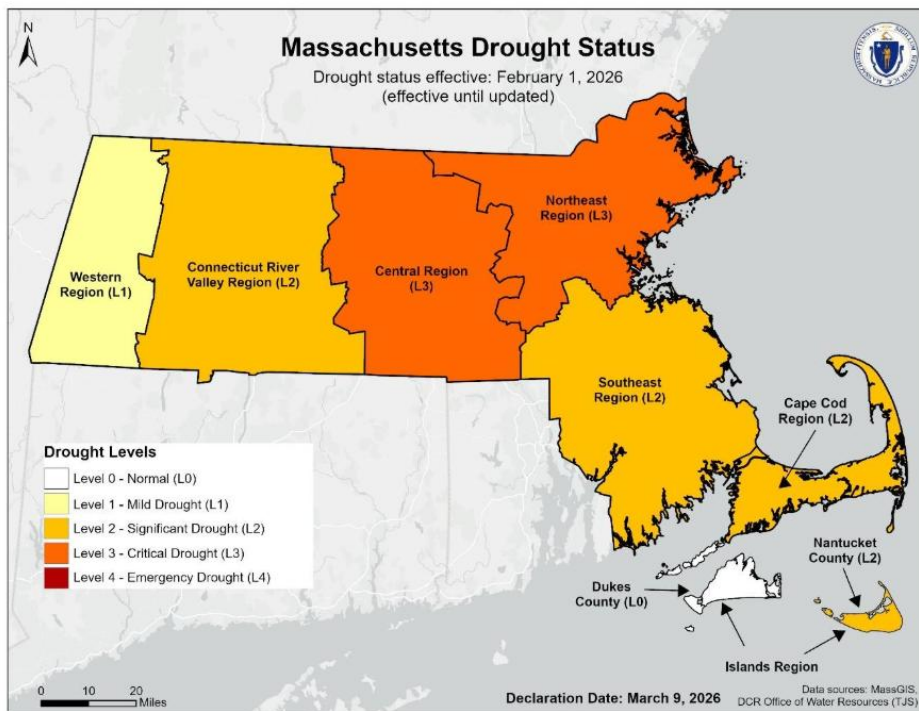 N
Massachusetts Drought Status
Drought status effective: February 1, 2026
(effective until updated)
Northeast
Region (L3)
Western
Region (L1)
Connecticut River
Valley Region (L2)
Central Region
(L3)
Southeast
Region (L2)
Cape Cod
Region (L2)
Drought Levels
Level 0 - Normal (L0)
Level 1 - Mild Drought (L1)
Level 2 - Significant Drought (L2)
Level 3 - Critical Drought (L3)
Level 4 - Emergency Drought (L4)
Nantucket
County (L2)
Dukes
County (L0)
Islands Region
0 10 20
Miles
Declaration Date: March 9, 2026
Data sources: MassGIS,
DCR Office of Water Resources (TJS)